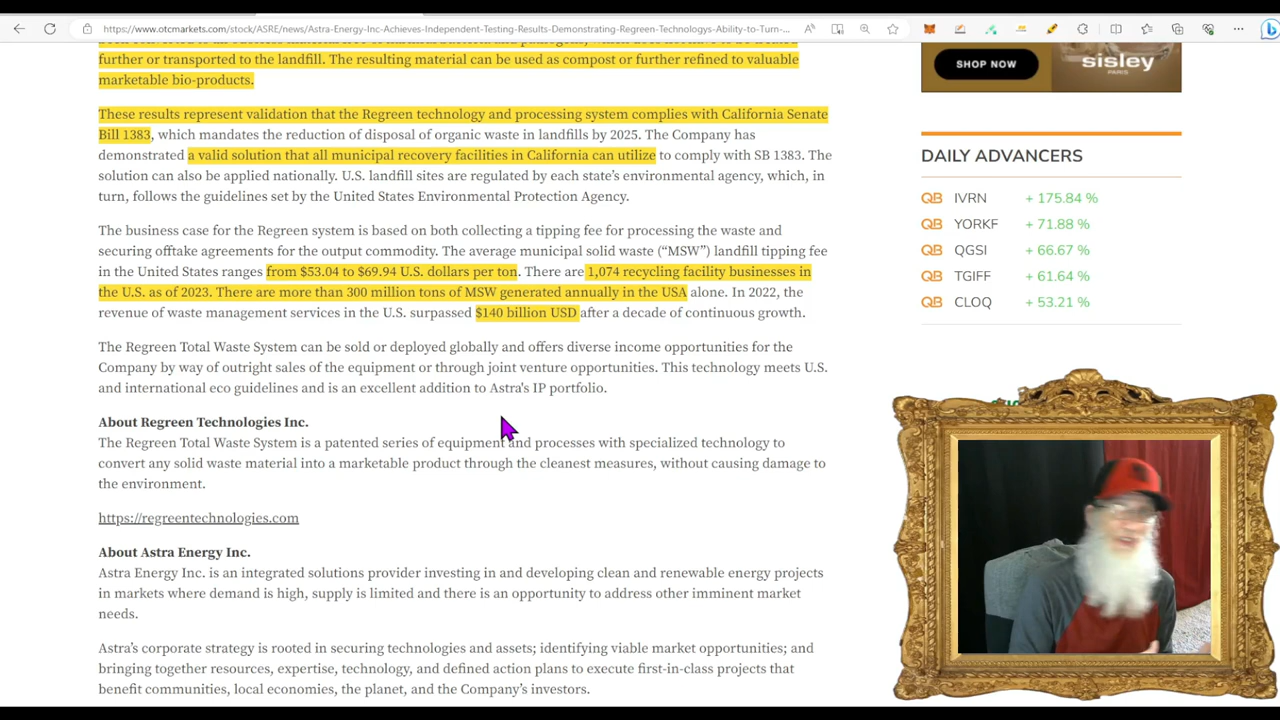 https://www.otcmarkets.com/stock/ASRE/news/Astra-Energy-Inc-Achieves-Independent-Testing-Results-Demonstrating-Regreen-Technologys-Ability-to-Turn-...
further or transported to the landfill. The resulting material can be used as compost or further refined to valuable
marketable bio-products.
These results represent validation that the Regreen technology and processing system complies with California Senate
Bill 1383, which mandates the reduction of disposal of organic waste in landfills by 2025. The Company has
demonstrated a valid solution that all municipal recovery facilities in California can utilize to comply with SB 1383. The
solution can also be applied nationally. U.S. landfill sites are regulated by each state's environmental agency, which, in
turn, follows the guidelines set by the United States Environmental Protection Agency.
The business case for the Regreen system is based on both collecting a tipping fee for processing the waste and
securing offtake agreements for the output commodity. The average municipal solid waste (“MSW”) landfill tipping fee
in the United States ranges from $53.04 to $69.94 U.S. dollars per ton. There are 1,074 recycling facility businesses in
the U.S. as of 2023. There are more than 300 million tons of MSW generated annually in the USA alone. In 2022, the
revenue of waste management services in the U.S. surpassed $140 billion USD after a decade of continuous growth.
The Regreen Total Waste System can be sold or deployed globally and offers diverse income opportunities for the
Company by way of outright sales of the equipment or through joint venture opportunities. This technology meets U.S.
and international eco guidelines and is an excellent addition to Astra's IP portfolio.
About Regreen Technologies Inc.
The Regreen Total Waste System is a patented series of equipment and processes with specialized technology to
convert any solid waste material into a marketable product through the cleanest measures, without causing damage to
the environment.
https://regreentechnologies.com
About Astra Energy Inc.
Astra Energy Inc. is an integrated solutions provider investing in and developing clean and renewable energy projects
in markets where demand is high, supply is limited and there is an opportunity to address other imminent market
needs.
Astra’s corporate strategy is rooted in securing technologies and assets; identifying viable market opportunities; and
bringing together resources, expertise, technology, and defined action plans to execute first-in-class projects that
benefit communities, local economies, the planet, and the Company’s investors.
SHOP NOW
sisley
PARIS
DAILY ADVANCERS
QB IVRN + 175.84 %
QB YORKF + 71.88 %
QB QGSI + 66.67 %
QB TGIFF + 61.64 %
QB CLOQ + 53.21 %